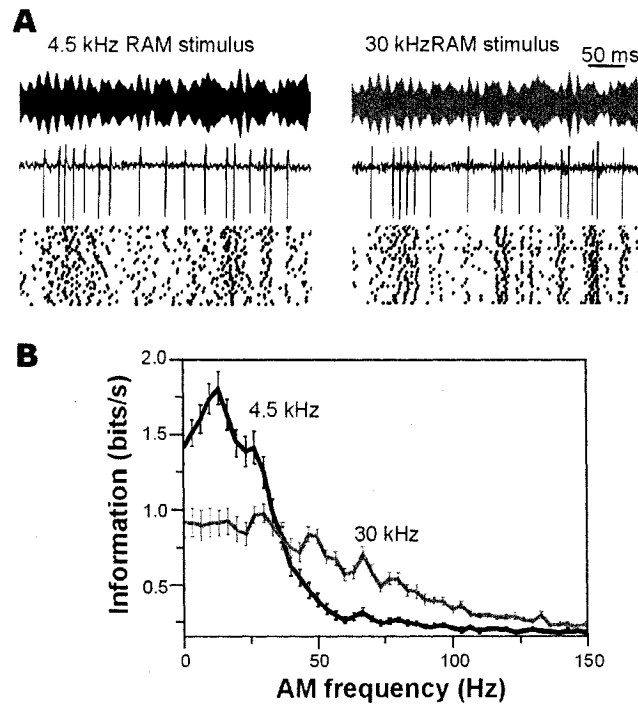 A
4.5 kHz RAM stimulus
30 kHzRAM stimulus
50 ms
B
2.0
1.5
1.0
0.5
Information (bits/s)
4.5 kHz
30 kHz
0
50
100
150
AM frequency (Hz)